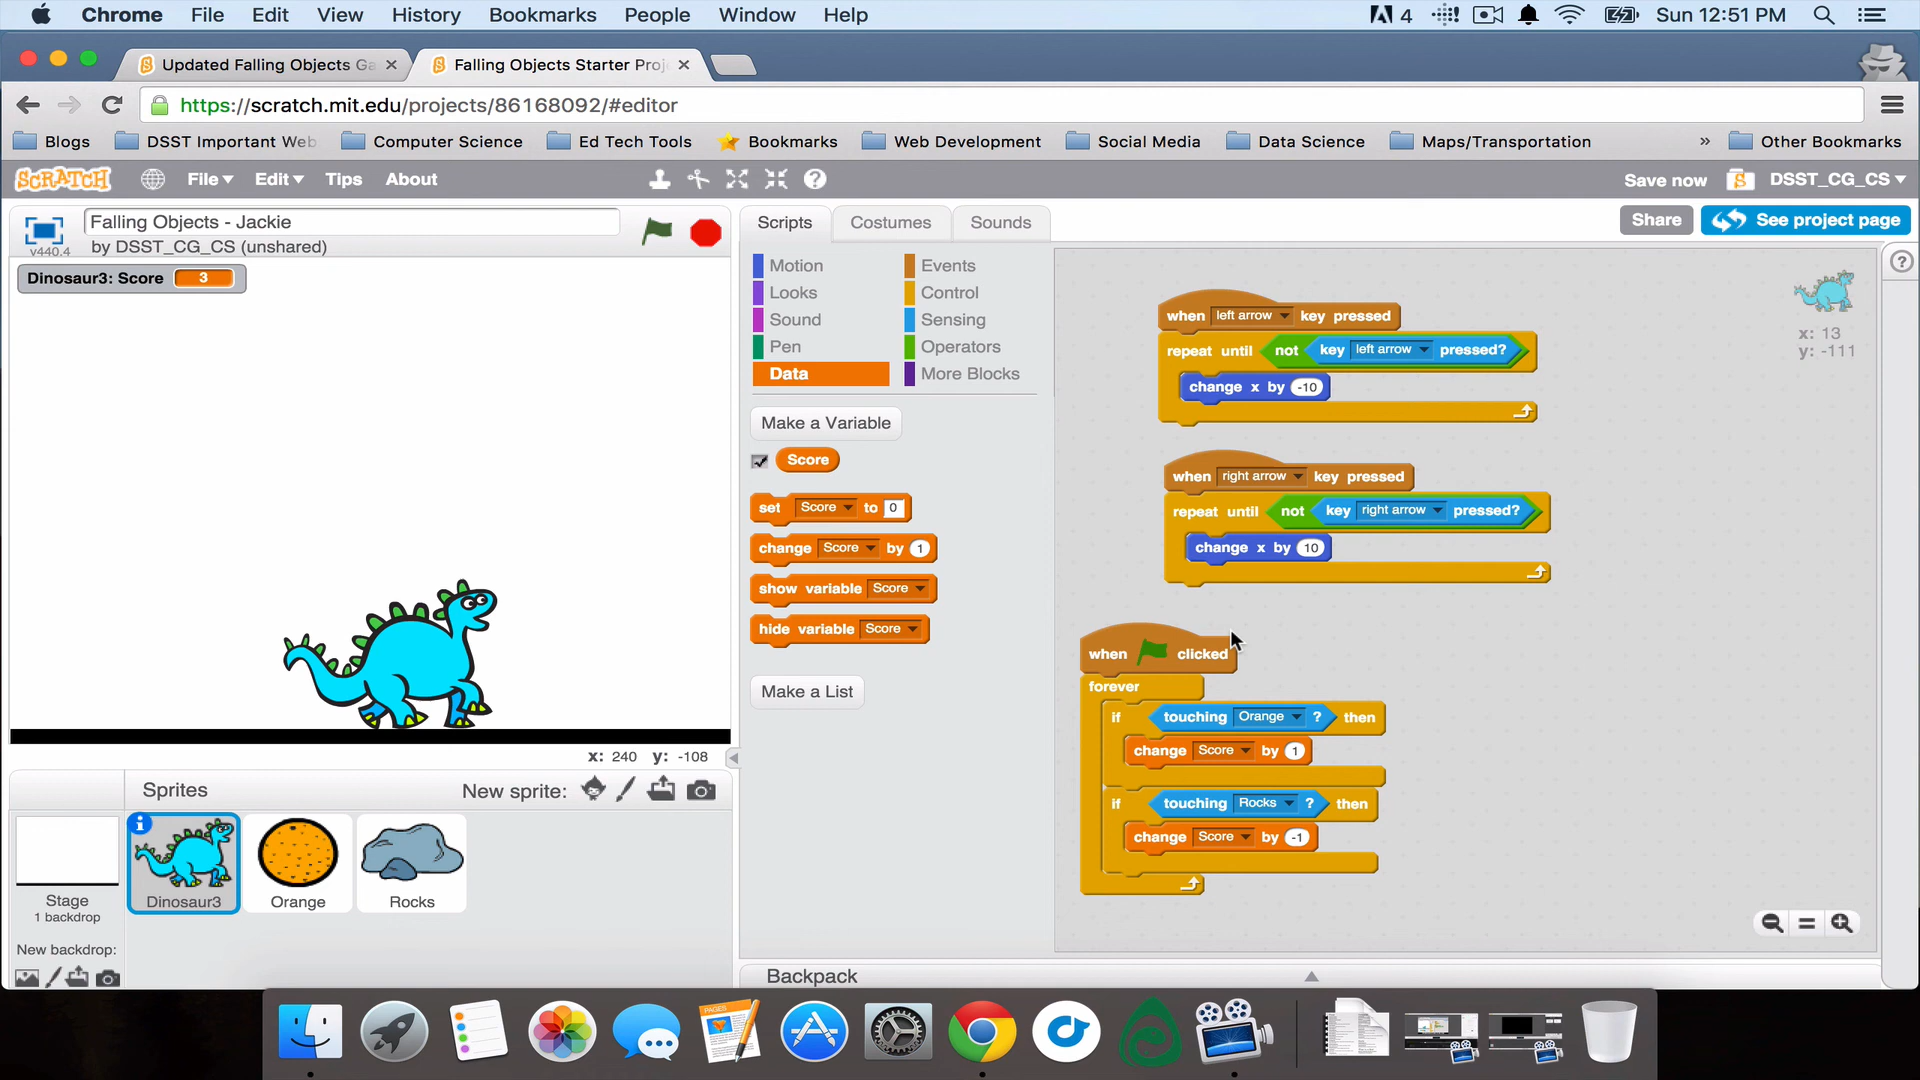 Chrome File Edit View History Bookmarks People Window Help 4 Sun 12:51 PM
Updated Falling Objects Ga Falling Objects Starter Proj
https://scratch.mit.edu/projects/86168092/#editor
Blogs DSST Important Web Computer Science Ed Tech Tools Bookmarks Web Development Social Media Data Science Maps/Transportation » Other Bookmarks
SCRATCH File Edit Tips About Save now DSST_CG_CS
Falling Objects - Jackie
by DSST_CG_CS (unshared)
v440.4
Scripts Costumes Sounds Share See project page
Dinosaur3: Score 3
Motion Events
Looks Control
Sound Sensing
Pen Operators
Data More Blocks
Make a Variable
Score
set Score to 0
change Score by 1
show variable Score
hide variable Score
Make a List
when left arrow key pressed
repeat until not key left arrow pressed?
change x by -10
when right arrow key pressed
repeat until not key right arrow pressed?
change x by 10
when clicked
forever
if touching Orange ? then
change Score by 1
if touching Rocks ? then
change Score by -1
x: 13
y: -111
x: 240 y: -108
Sprites New sprite:
Stage
1 backdrop
New backdrop:
Dinosaur3 Orange Rocks
Backpack
PAGES